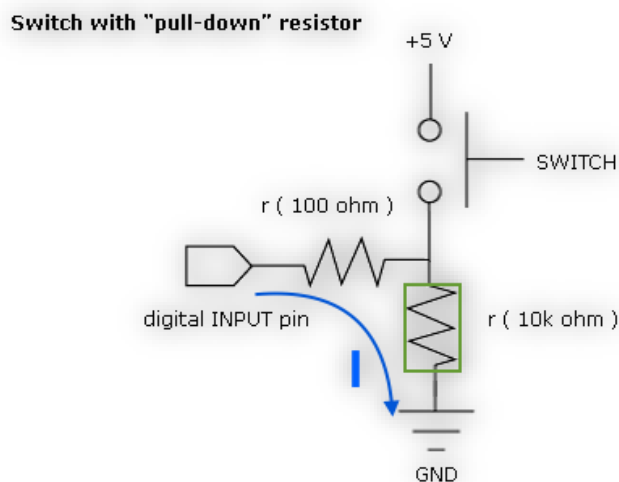 Switch with "pull-down" resistor
+5 V
SWITCH
r ( 100 ohm )
digital INPUT pin
r ( 10k ohm )
I
GND